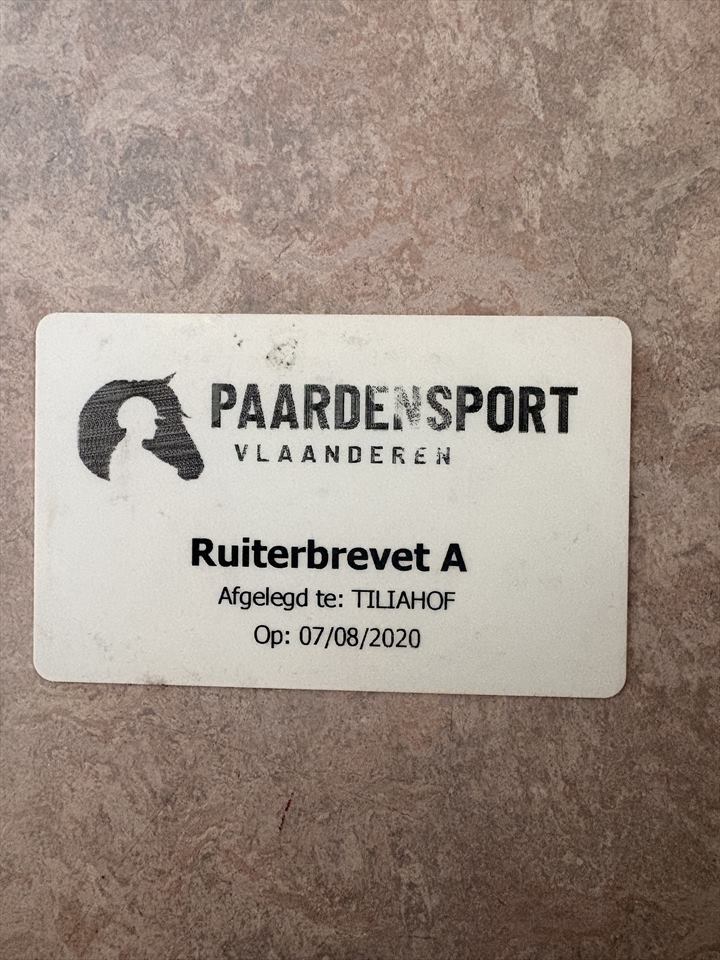 PAARDENSPORT
VLAANDEREN
Ruiterbrevet A
Afgelegd te: TILIAHOF
Op: 07/08/2020